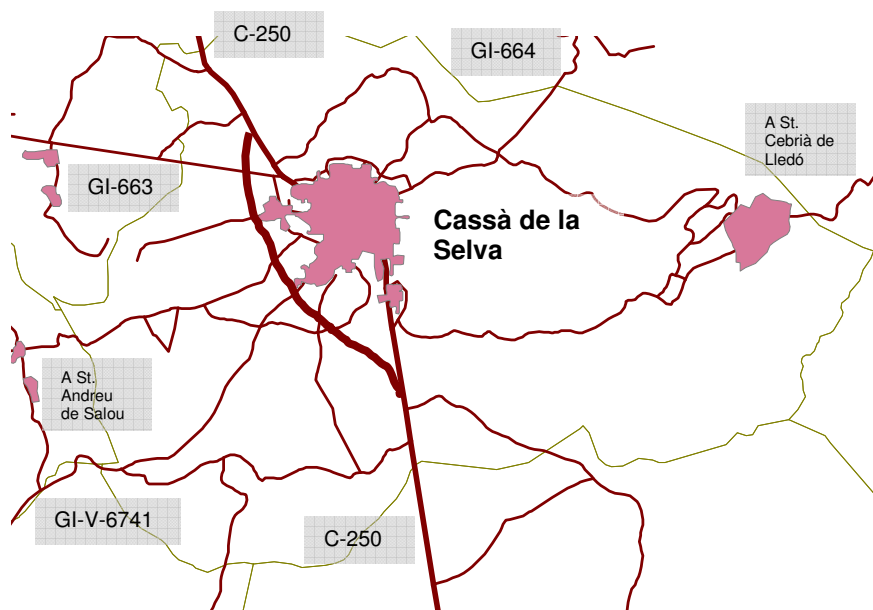 C-250
GI-664
A St.
Cebrià de
Lledó
GI-663
Cassà de la
Selva
A St.
Andreu
de Salou
GI-V-6741
C-250